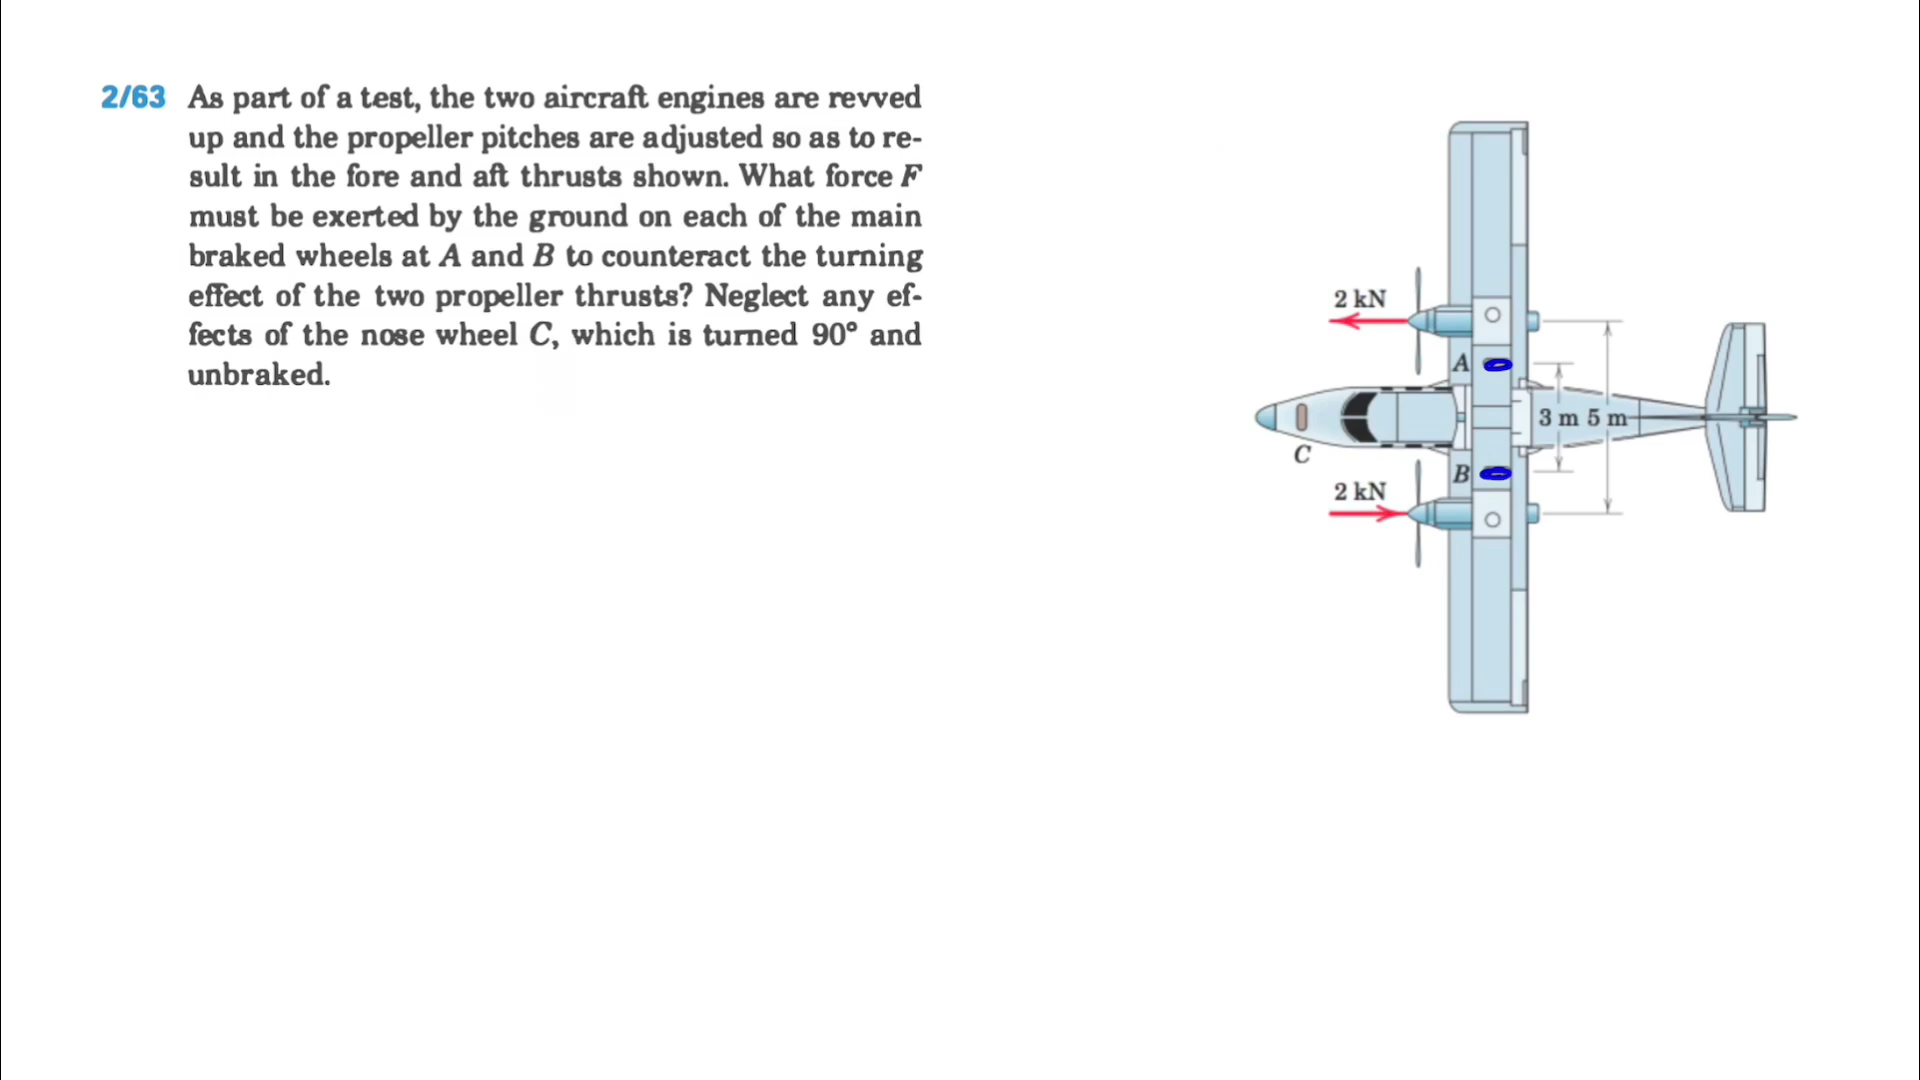 2/63 As part of a test, the two aircraft engines are revved
up and the propeller pitches are adjusted so as to re-
sult in the fore and aft thrusts shown. What force F
must be exerted by the ground on each of the main
braked wheels at A and B to counteract the turning
effect of the two propeller thrusts? Neglect any ef-
fects of the nose wheel C, which is turned 90° and
unbraked.
2 kN
A
3 m 5 m
C
B
2 kN